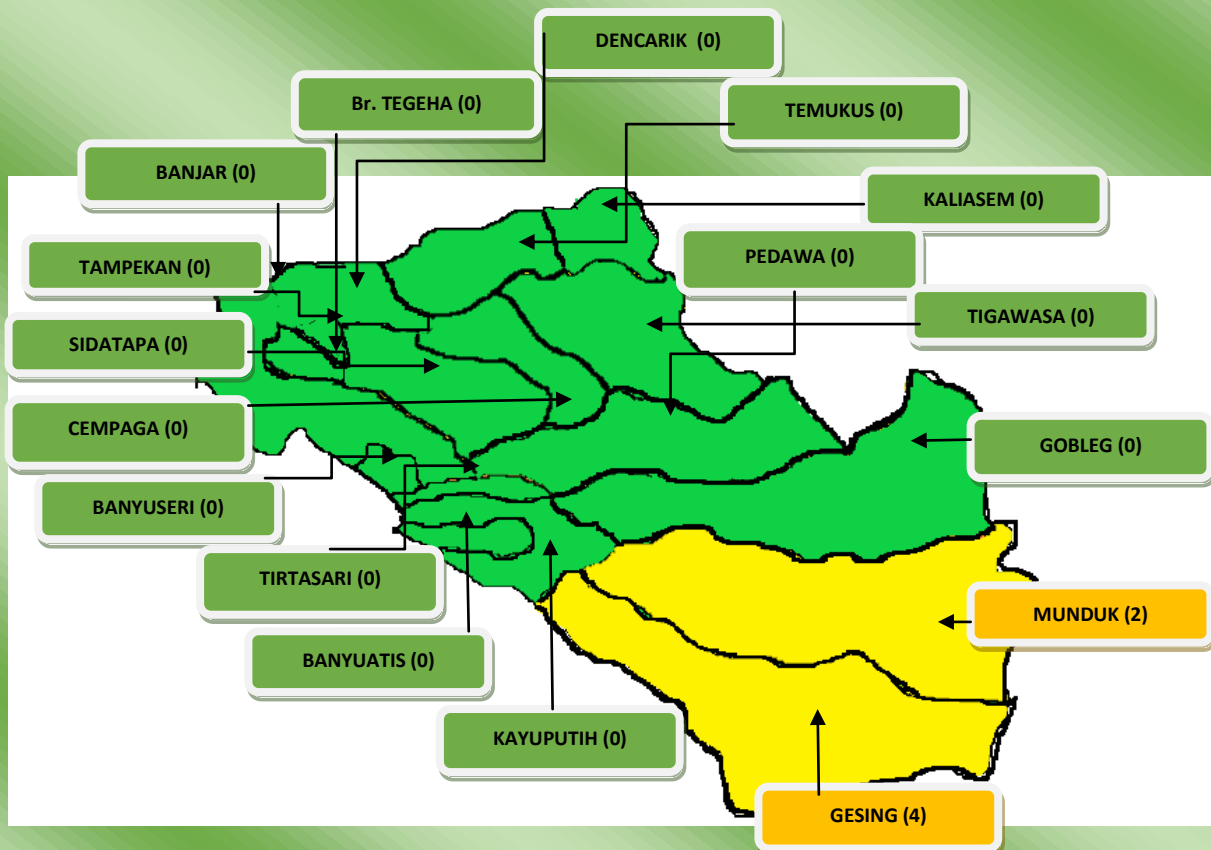 DENCARIK (0)
Br. TEGEHA (0)
TEMUKUS (0)
BANJAR (0)
KALIASEM (0)
TAMPEKAN (0)
PEDAWA (0)
SIDATAPA (0)
TIGAWASA (0)
CEMPAGA (0)
GOBLEG (0)
BANYUSERI (0)
TIRTASARI (0)
MUNDUK (2)
BANYUATIS (0)
KAYUPUTIH (0)
GESING (4)